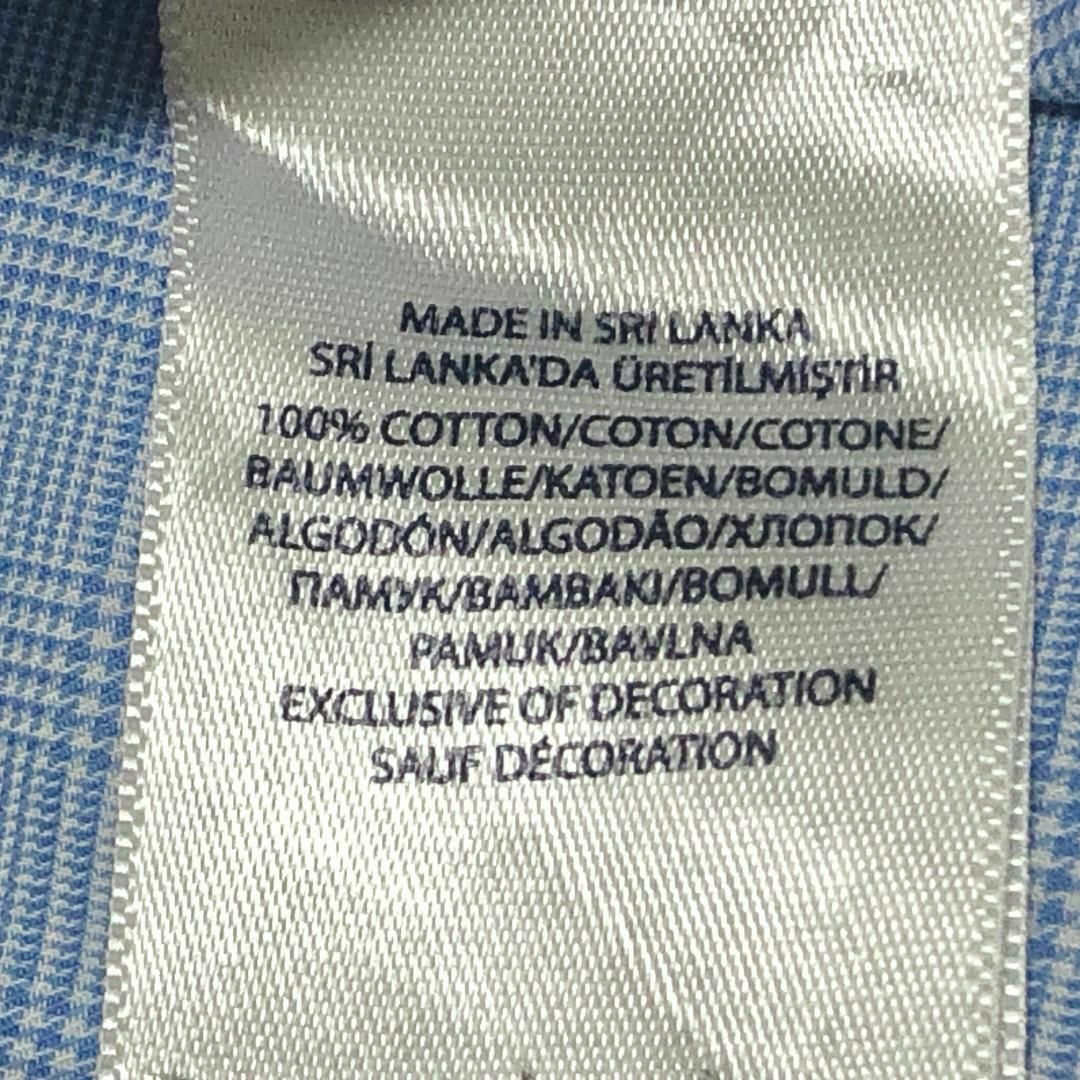 MADE IN SRI LANKA
SRİ LANKA'DA ÜRETİLMİŞTİR
100% COTTON/COTON/COTONE/
BAUMWOLLE/KATOEN/BOMULD/
ALGODÓN/ALGODÃO/ХЛОПОК/
ПАМУК/BAMBAKI/BOMULL/
PAMUK/BAVLNA
EXCLUSIVE OF DECORATION
SAUF DÉCORATION